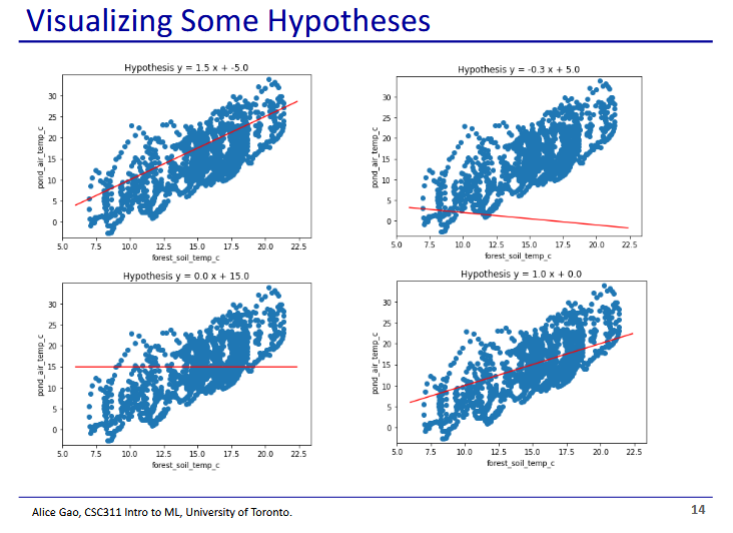 Visualizing Some Hypotheses
Hypothesis y = 1.5 x + -5.0
pond_air_temp_c
30
25
20
15
10
5
0
5.0 7.5 10.0 12.5 15.0 17.5 20.0 22.5
forest_soil_temp_c
Hypothesis y = -0.3 x + 5.0
pond_air_temp_c
30
25
20
15
10
5
0
5.0 7.5 10.0 12.5 15.0 17.5 20.0 22.5
forest_soil_temp_c
Hypothesis y = 0.0 x + 15.0
pond_air_temp_c
30
25
20
15
10
5
0
5.0 7.5 10.0 12.5 15.0 17.5 20.0 22.5
forest_soil_temp_c
Hypothesis y = 1.0 x + 0.0
pond_air_temp_c
30
25
20
15
10
5
0
5.0 7.5 10.0 12.5 15.0 17.5 20.0 22.5
forest_soil_temp_c
Alice Gao, CSC311 Intro to ML, University of Toronto.
14